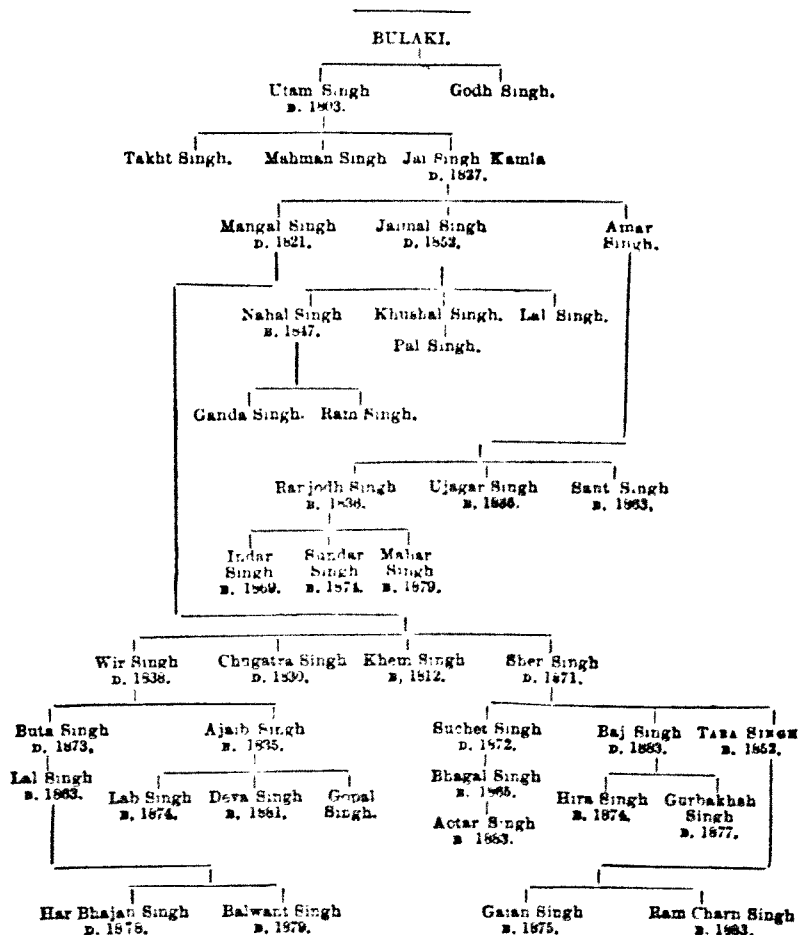 BULAKI.
Utam Singh Godh Singh.
B. 1803.
Takht Singh. Mahman Singh Jai Singh Kamla
D. 1827.
Mangal Singh Jaimal Singh Amar
D. 1821. D. 1852. Singh.
Nahal Singh Khushal Singh. Lal Singh.
B. 1847.
Pal Singh.
Ganda Singh. Ram Singh.
Ranjodh Singh Ujagar Singh Sant Singh
B. 1836. B. B. 1863.
Indar Sundar Mahar
Singh Singh Singh
B. 1869. B. 1874. B. 1879.
Wir Singh Chugatra Singh Khem Singh Sher Singh
D. 1838. D. 1830. B, 1812. D. 1871.
Buta Singh Ajaib Singh Suchet Singh Baj Singh TARA SINGH
D. 1873. B. 1835. D. 1872. D. 1883. B. 1852.
Lal Singh Bhagal Singh
B. 1863. B. 1865.
Lab Singh Deva Singh Gopal Hira Singh Gurbakhsh
B. 1874. B. 1881. Singh. B. 1874. Singh
B. 1877.
Actar Singh
B 1883.
Har Bhajan Singh Balwant Singh Gaian Singh Ram Charn Singh
D. 1878. B. 1879. B. 1875. B. 1883.